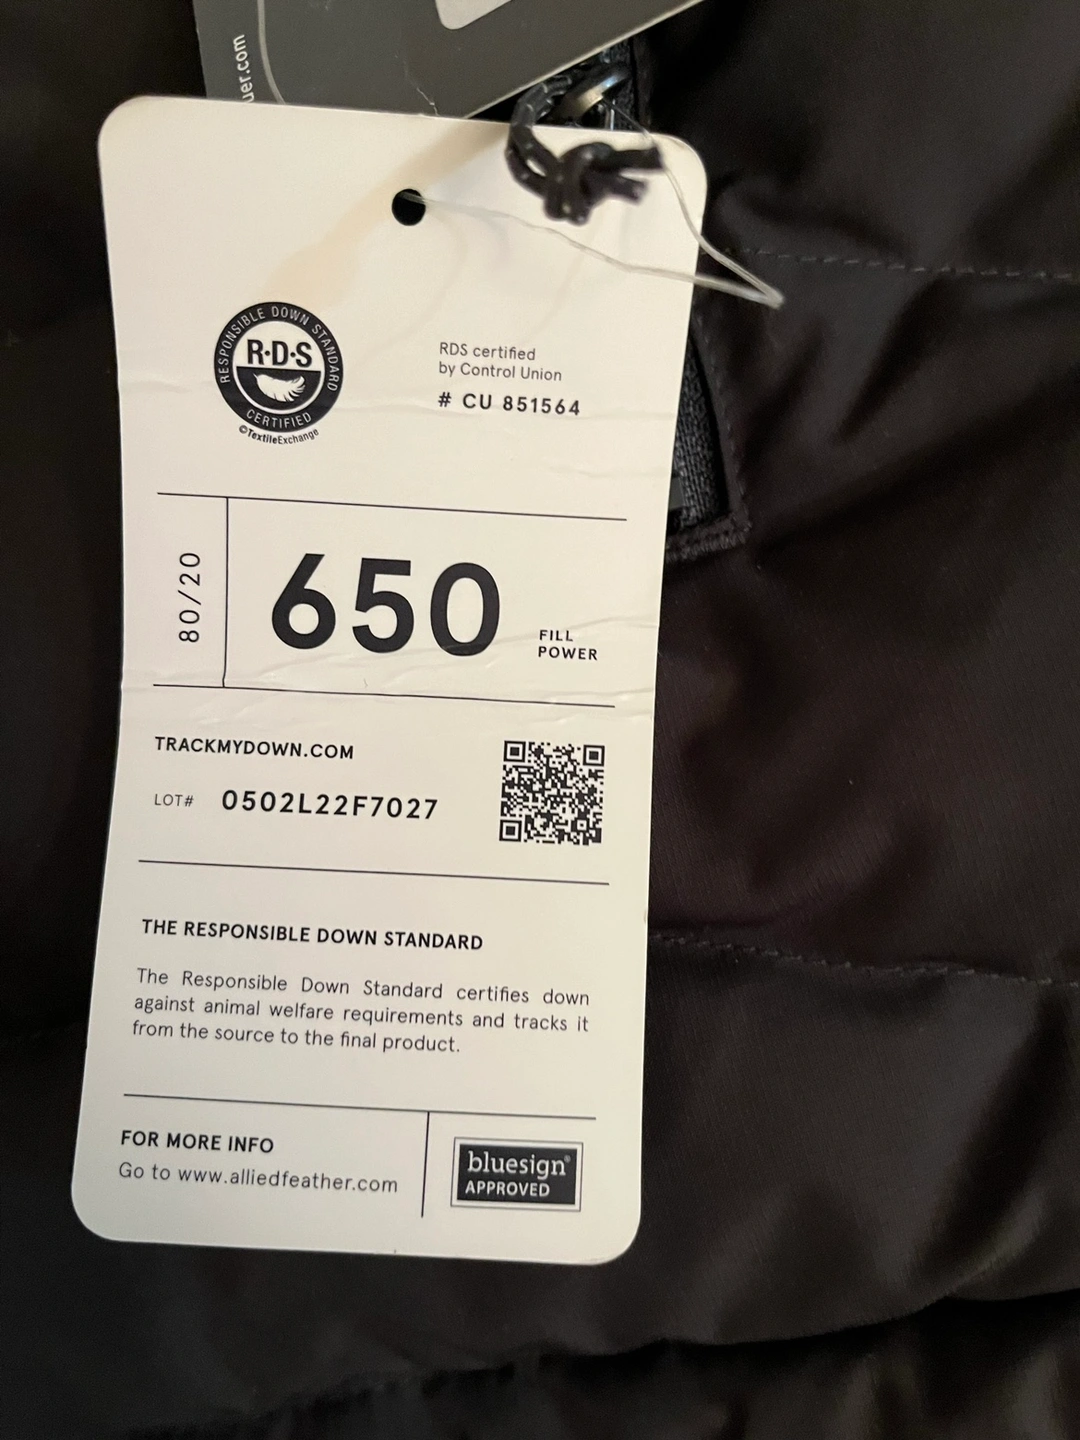 uer.com
RESPONSIBLE DOWN STANDARD
R·D·S
CERTIFIED
©TextileExchange
RDS certified
by Control Union
# CU 851564
80/20
650
FILL
POWER
TRACKMYDOWN.COM
LOT# 0502L22F7027
THE RESPONSIBLE DOWN STANDARD
The Responsible Down Standard certifies down
against animal welfare requirements and tracks it
from the source to the final product.
FOR MORE INFO
Go to www.alliedfeather.com
bluesign®
APPROVED